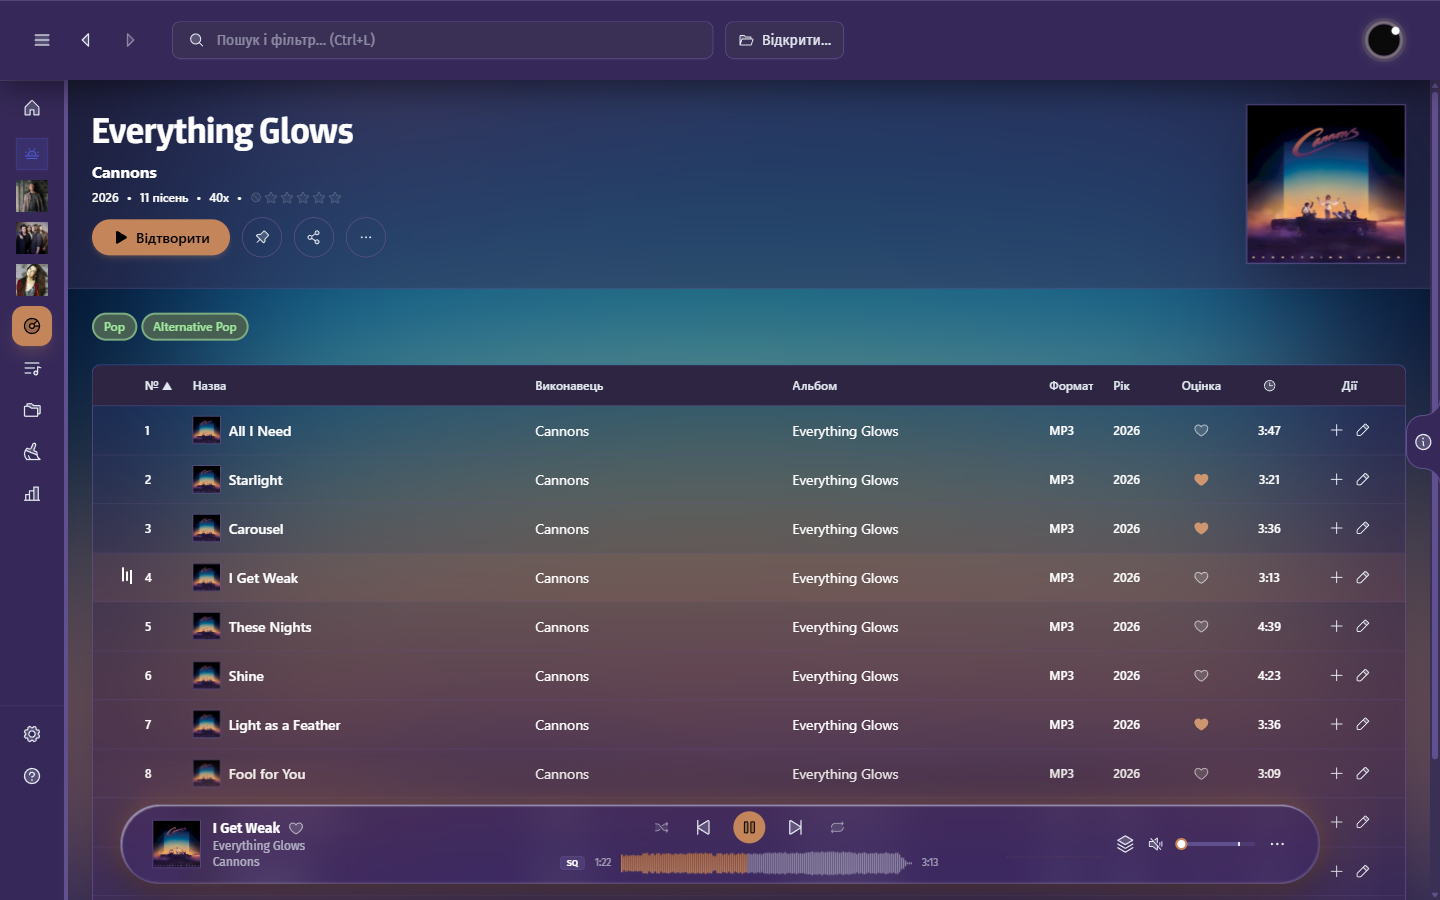 Пошук і фільтр... (Ctrl+L)
Відкрити...
Everything Glows
Cannons
2026 • 11 пісень • 40x •
Відтворити
Cannons
Pop
Alternative Pop
№ Назва Виконавець Альбом Формат Рік Оцінка Дії
1 All I Need Cannons Everything Glows MP3 2026 3:47
2 Starlight Cannons Everything Glows MP3 2026 3:21
3 Carousel Cannons Everything Glows MP3 2026 3:36
4 I Get Weak Cannons Everything Glows MP3 2026 3:13
5 These Nights Cannons Everything Glows MP3 2026 4:39
6 Shine Cannons Everything Glows MP3 2026 4:23
7 Light as a Feather Cannons Everything Glows MP3 2026 3:36
8 Fool for You Cannons Everything Glows MP3 2026 3:09
I Get Weak
Everything Glows
Cannons
SQ 1:22 3:13